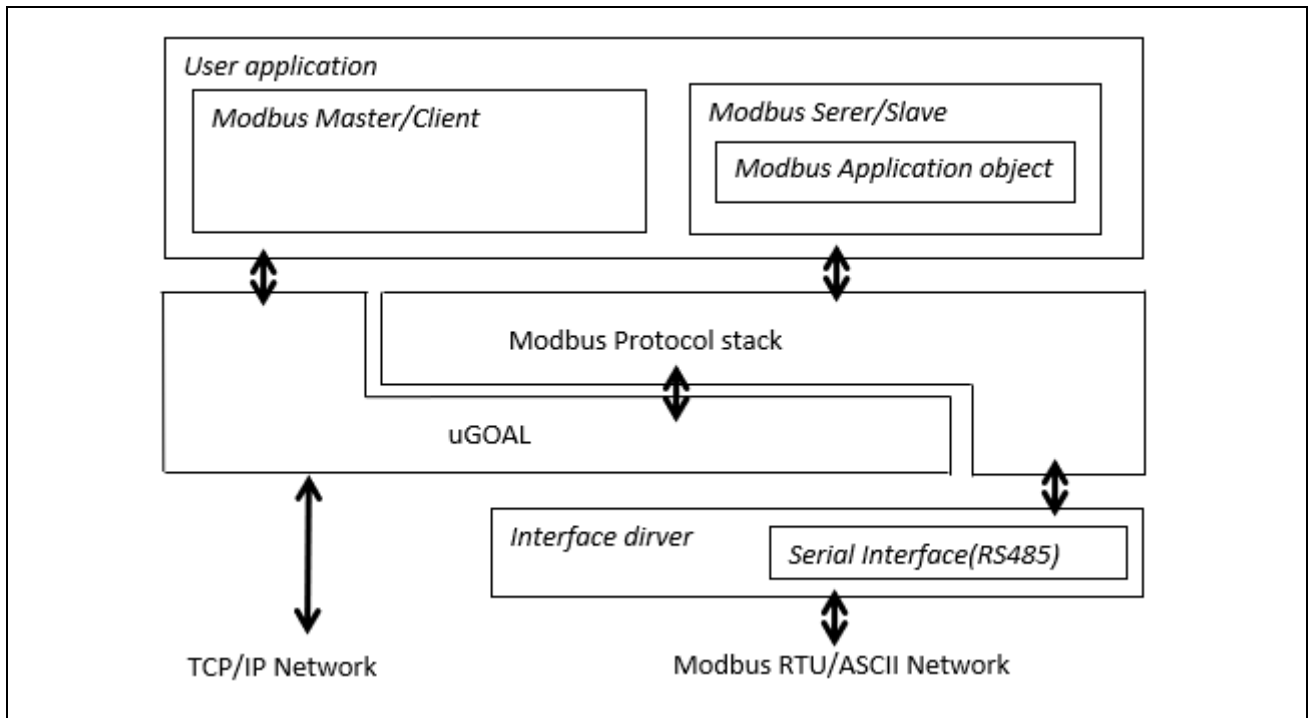 User application
Modbus Master/Client
Modbus Serer/Slave
Modbus Application object
Modbus Protocol stack
uGOAL
Interface dirver
Serial Interface(RS485)
TCP/IP Network
Modbus RTU/ASCII Network